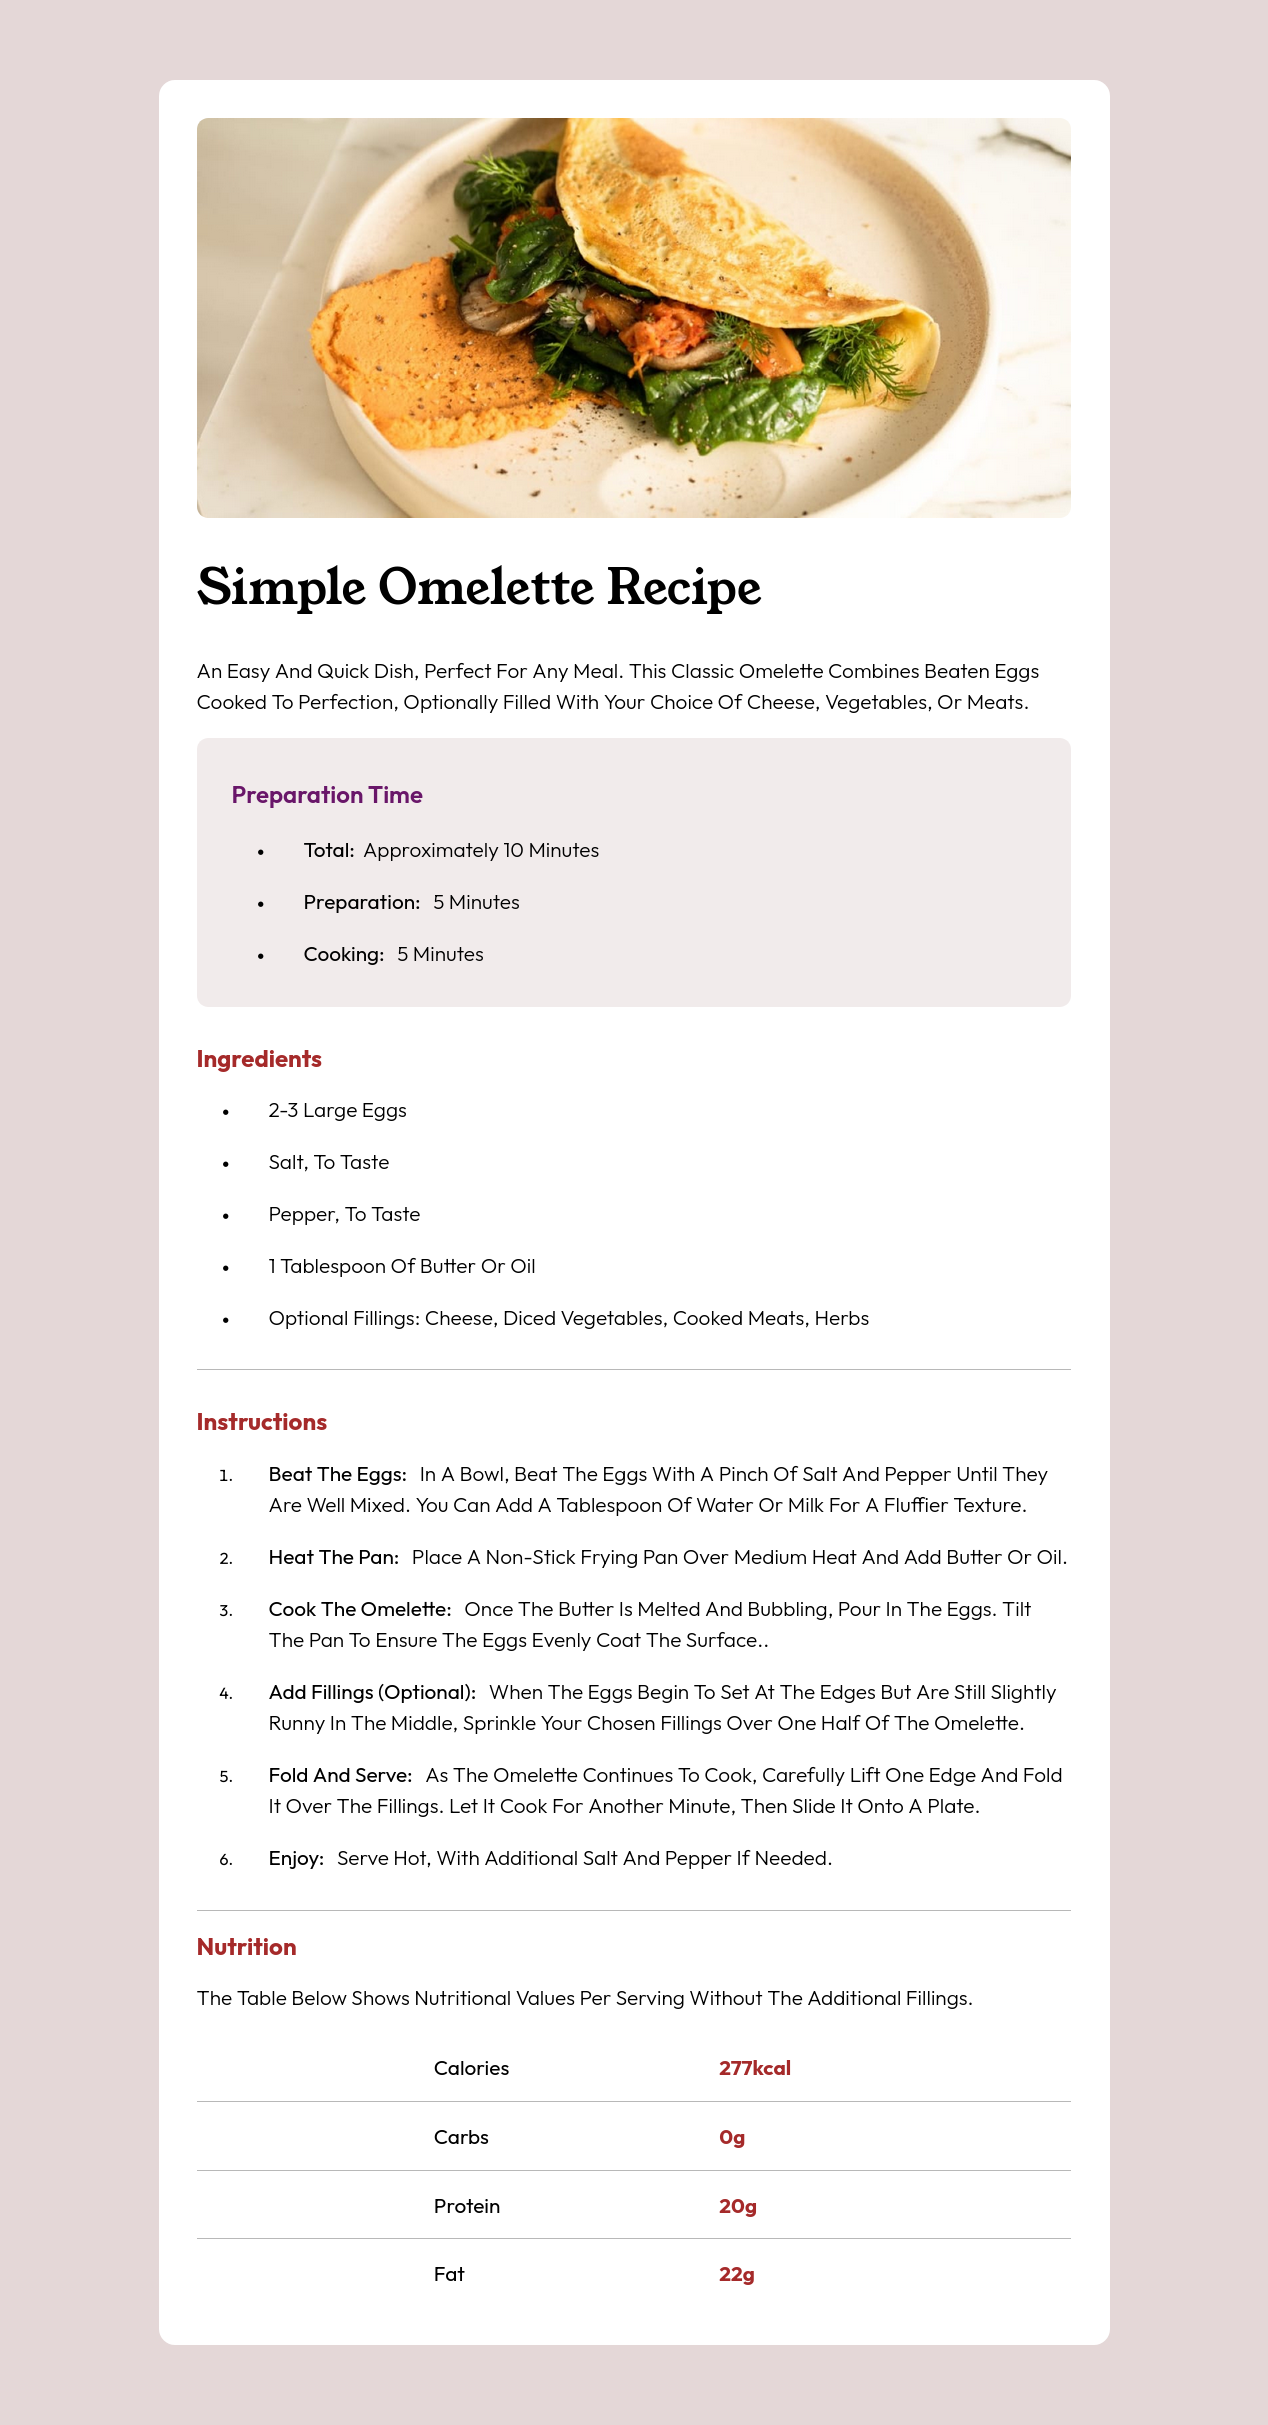 Simple Omelette Recipe
An Easy And Quick Dish, Perfect For Any Meal. This Classic Omelette Combines Beaten Eggs
Cooked To Perfection, Optionally Filled With Your Choice Of Cheese, Vegetables, Or Meats.
Preparation Time
• Total: Approximately 10 Minutes
• Preparation: 5 Minutes
• Cooking: 5 Minutes
Ingredients
• 2-3 Large Eggs
• Salt, To Taste
• Pepper, To Taste
• 1 Tablespoon Of Butter Or Oil
• Optional Fillings: Cheese, Diced Vegetables, Cooked Meats, Herbs
Instructions
1. Beat The Eggs: In A Bowl, Beat The Eggs With A Pinch Of Salt And Pepper Until They
Are Well Mixed. You Can Add A Tablespoon Of Water Or Milk For A Fluffier Texture.
2. Heat The Pan: Place A Non-Stick Frying Pan Over Medium Heat And Add Butter Or Oil.
3. Cook The Omelette: Once The Butter Is Melted And Bubbling, Pour In The Eggs. Tilt
The Pan To Ensure The Eggs Evenly Coat The Surface..
4. Add Fillings (Optional): When The Eggs Begin To Set At The Edges But Are Still Slightly
Runny In The Middle, Sprinkle Your Chosen Fillings Over One Half Of The Omelette.
5. Fold And Serve: As The Omelette Continues To Cook, Carefully Lift One Edge And Fold
It Over The Fillings. Let It Cook For Another Minute, Then Slide It Onto A Plate.
6. Enjoy: Serve Hot, With Additional Salt And Pepper If Needed.
Nutrition
The Table Below Shows Nutritional Values Per Serving Without The Additional Fillings.
Calories 277kcal
Carbs 0g
Protein 20g
Fat 22g